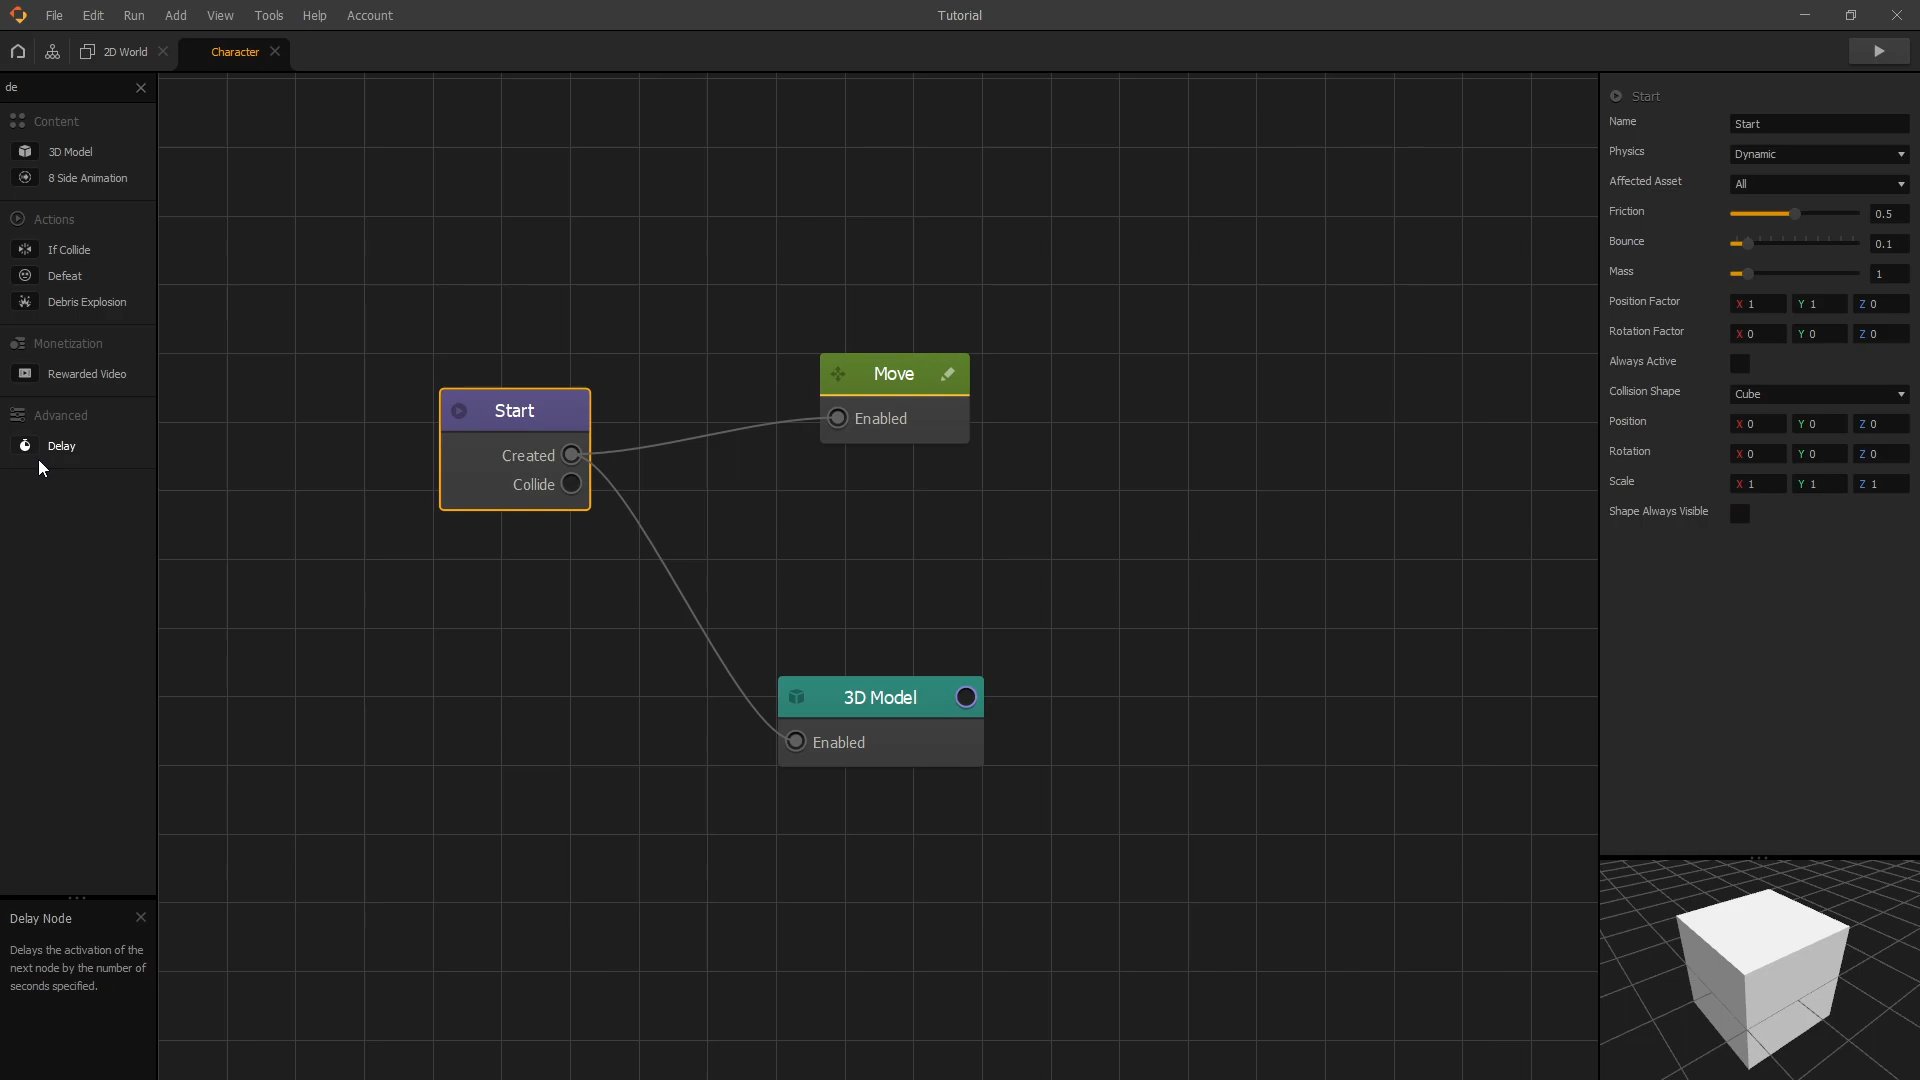 File Edit Run Add View Tools Help Account
Tutorial
2D World
Character
de
Content
3D Model
8 Side Animation
Actions
If Collide
Defeat
Debris Explosion
Monetization
Rewarded Video
Advanced
Delay
Delay Node
Delays the activation of the
next node by the number of
seconds specified.
Start
Created
Collide
Move
Enabled
3D Model
Enabled
Start
Name Start
Physics Dynamic
Affected Asset All
Friction 0.5
Bounce 0.1
Mass 1
Position Factor X 1 Y 1 Z 0
Rotation Factor X 0 Y 0 Z 0
Always Active
Collision Shape Cube
Position X 0 Y 0 Z 0
Rotation X 0 Y 0 Z 0
Scale X 1 Y 1 Z 1
Shape Always Visible